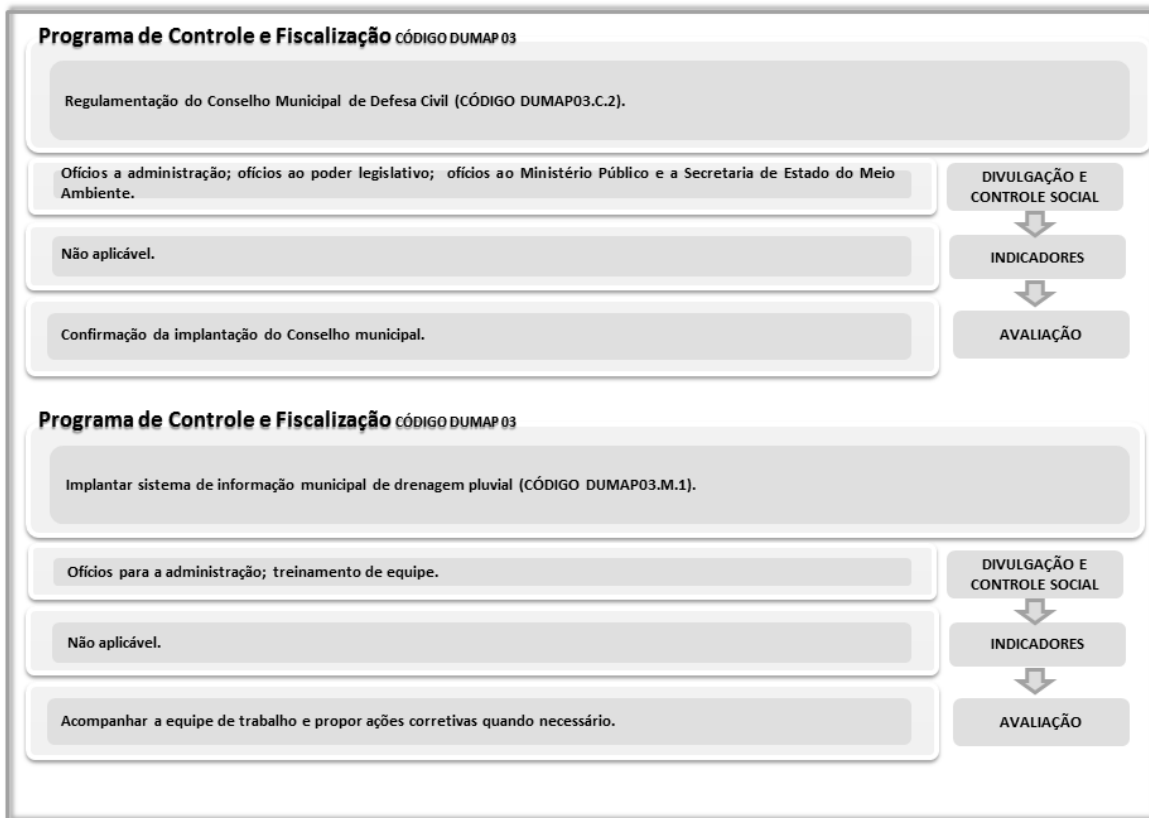 Programa de Controle e Fiscalização CÓDIGO DUMAP 03
Regulamentação do Conselho Municipal de Defesa Civil (CÓDIGO DUMAP03.C.2).
Ofícios a administração; ofícios ao poder legislativo; ofícios ao Ministério Público e a Secretaria de Estado do Meio
Ambiente.
DIVULGAÇÃO E
CONTROLE SOCIAL
Não aplicável.
INDICADORES
Confirmação da implantação do Conselho municipal.
AVALIAÇÃO
Programa de Controle e Fiscalização CÓDIGO DUMAP 03
Implantar sistema de informação municipal de drenagem pluvial (CÓDIGO DUMAP03.M.1).
Ofícios para a administração; treinamento de equipe.
DIVULGAÇÃO E
CONTROLE SOCIAL
Não aplicável.
INDICADORES
Acompanhar a equipe de trabalho e propor ações corretivas quando necessário.
AVALIAÇÃO